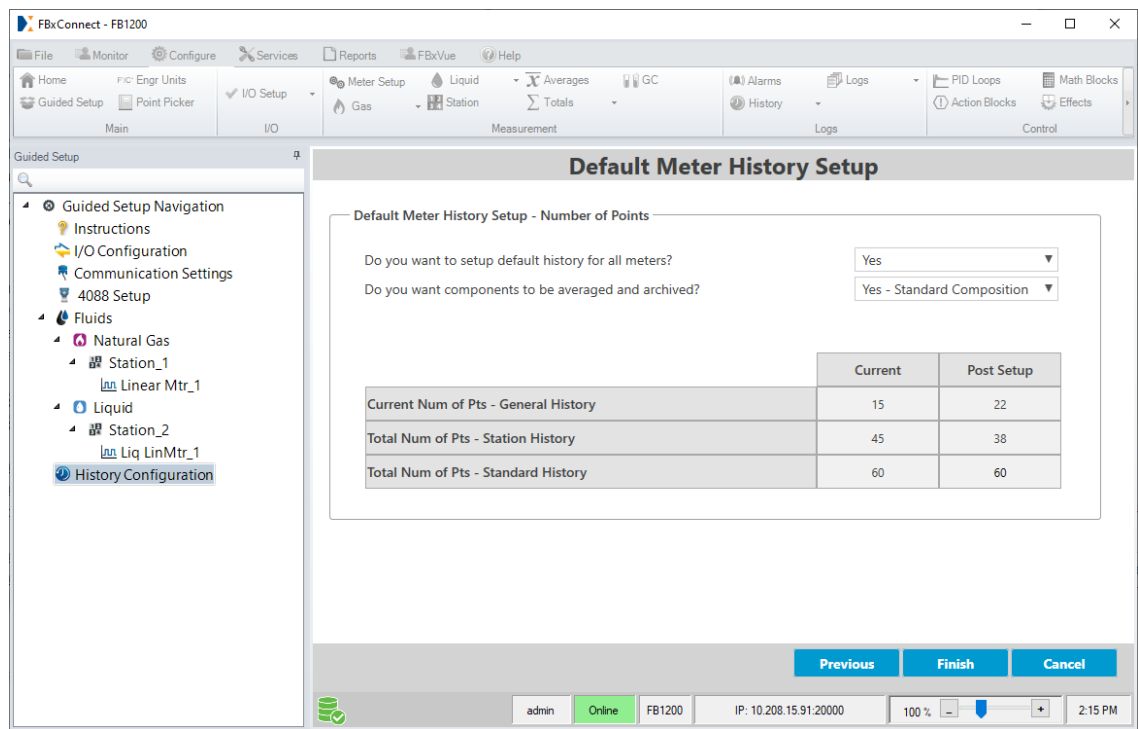 FBxConnect - FB1200
File Monitor Configure Services Reports FBxVue Help
Home Engr Units
Guided Setup Point Picker
Main
I/O Setup
I/O
Meter Setup Liquid Averages GC
Gas Station Totals
Measurement
Alarms Logs
History
Logs
PID Loops Math Blocks
Action Blocks Effects
Control
Guided Setup
Guided Setup Navigation
Instructions
I/O Configuration
Communication Settings
4088 Setup
Fluids
Natural Gas
Station_1
Linear Mtr_1
Liquid
Station_2
Liq LinMtr_1
History Configuration
Default Meter History Setup
Default Meter History Setup - Number of Points
Do you want to setup default history for all meters? Yes
Do you want components to be averaged and archived? Yes - Standard Composition
Current Post Setup
Current Num of Pts - General History 15 22
Total Num of Pts - Station History 45 38
Total Num of Pts - Standard History 60 60
Previous Finish Cancel
admin Online FB1200 IP: 10.208.15.91:20000 100 % - + 2:15 PM